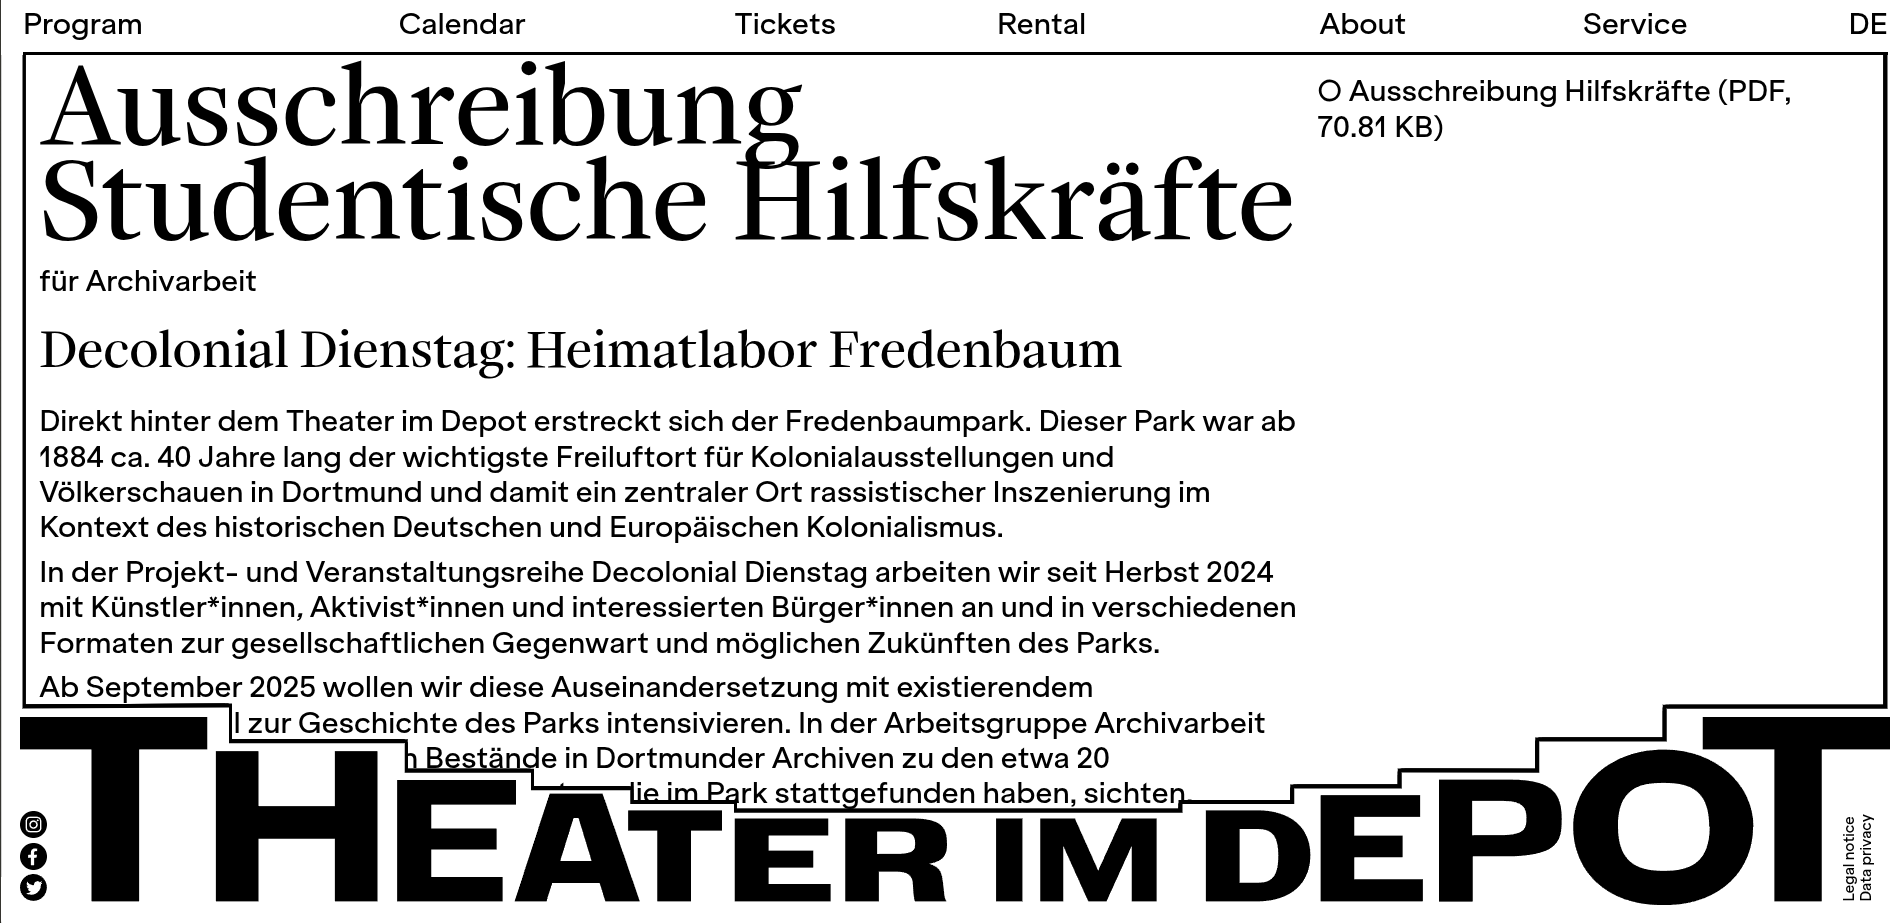 Program
Calendar
Tickets
Rental
About
Service
DE
Ausschreibung
Studentische Hilfskräfte
für Archivarbeit
O Ausschreibung Hilfskräfte (PDF,
70.81 KB)
Decolonial Dienstag: Heimatlabor Fredenbaum
Direkt hinter dem Theater im Depot erstreckt sich der Fredenbaumpark. Dieser Park war ab
1884 ca. 40 Jahre lang der wichtigste Freiluftort für Kolonialausstellungen und
Völkerschauen in Dortmund und damit ein zentraler Ort rassistischer Inszenierung im
Kontext des historischen Deutschen und Europäischen Kolonialismus.
In der Projekt- und Veranstaltungsreihe Decolonial Dienstag arbeiten wir seit Herbst 2024
mit Künstler*innen, Aktivist*innen und interessierten Bürger*innen an und in verschiedenen
Formaten zur gesellschaftlichen Gegenwart und möglichen Zukünften des Parks.
Ab September 2025 wollen wir diese Auseinandersetzung mit existierendem
zur Geschichte des Parks intensivieren. In der Arbeitsgruppe Archivarbeit
Bestände in Dortmunder Archiven zu den etwa 20
im Park stattgefunden haben, sichten,
THEATER IM DEPOT
Legal notice
Data privacy